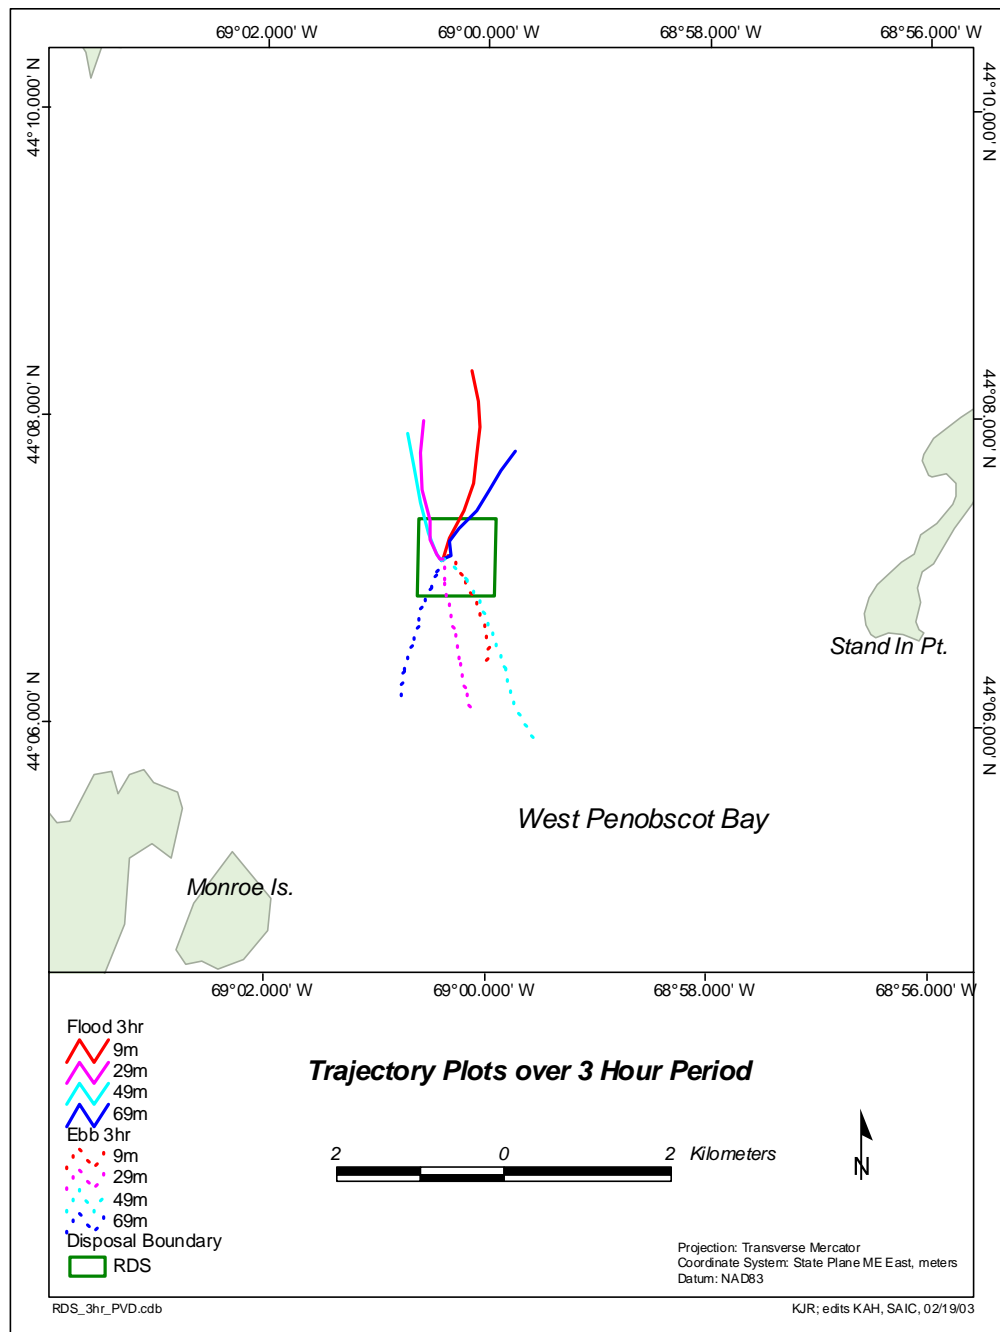 69°02.000' W 69°00.000' W 68°58.000' W 68°56.000' W
44°10.000' N
44°10.000' N
44°08.000' N
44°08.000' N
Stand In Pt.
44°06.000' N
44°06.000' N
West Penobscot Bay
Monroe Is.
69°02.000' W 69°00.000' W 68°58.000' W 68°56.000' W
Flood 3hr
9m
29m
49m
69m
Ebb 3hr
9m
29m
49m
69m
Disposal Boundary
RDS
Trajectory Plots over 3 Hour Period
2 0 2 Kilometers
N
Projection: Transverse Mercator
Coordinate System: State Plane ME East, meters
Datum: NAD83
RDS_3hr_PVD.cdb
KJR; edits KAH, SAIC, 02/19/03